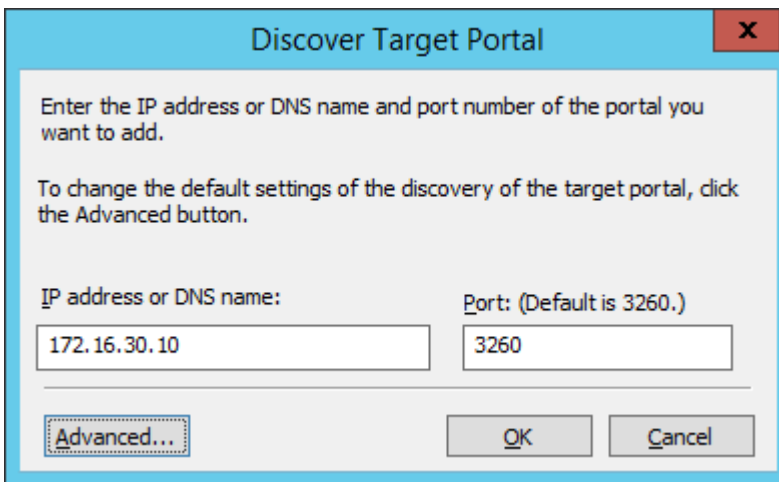 Discover Target Portal
x
Enter the IP address or DNS name and port number of the portal you
want to add.
To change the default settings of the discovery of the target portal, click
the Advanced button.
IP address or DNS name:
Port: (Default is 3260.)
172.16.30.10
3260
Advanced...
OK
Cancel